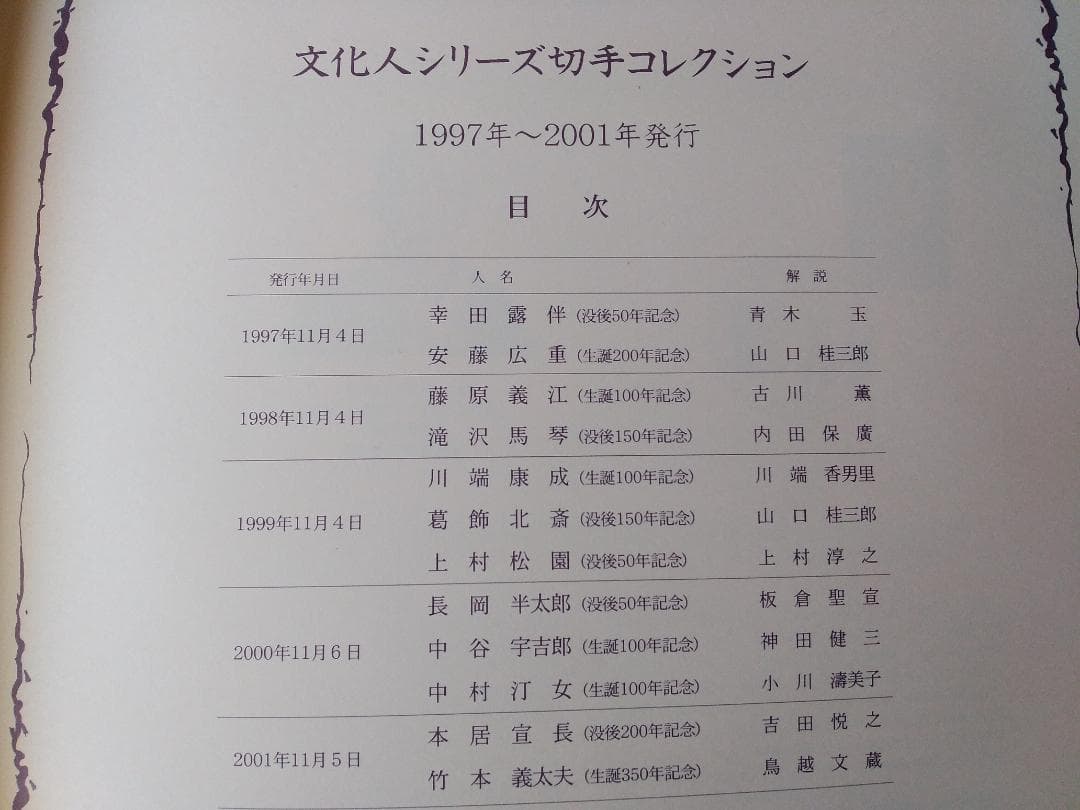 文化人シリーズ切手コレクション
1997年～2001年発行
目 次
発行年月日 人名 解説
1997年11月4日 幸田露伴(没後50年記念) 青木玉
安藤広重(生誕200年記念) 山口桂三郎
1998年11月4日 藤原義江(生誕100年記念) 古川薫
滝沢馬琴(没後150年記念) 内田保廣
1999年11月4日 川端康成(生誕100年記念) 川端香男里
葛飾北斎(没後150年記念) 山口桂三郎
上村松園(没後50年記念) 上村淳之
2000年11月6日 長岡半太郎(没後50年記念) 板倉聖宣
中谷宇吉郎(生誕100年記念) 神田健三
中村汀女(生誕100年記念) 小川濤美子
2001年11月5日 本居宣長(没後200年記念) 吉田悦之
竹本義太夫(生誕350年記念) 鳥越文蔵